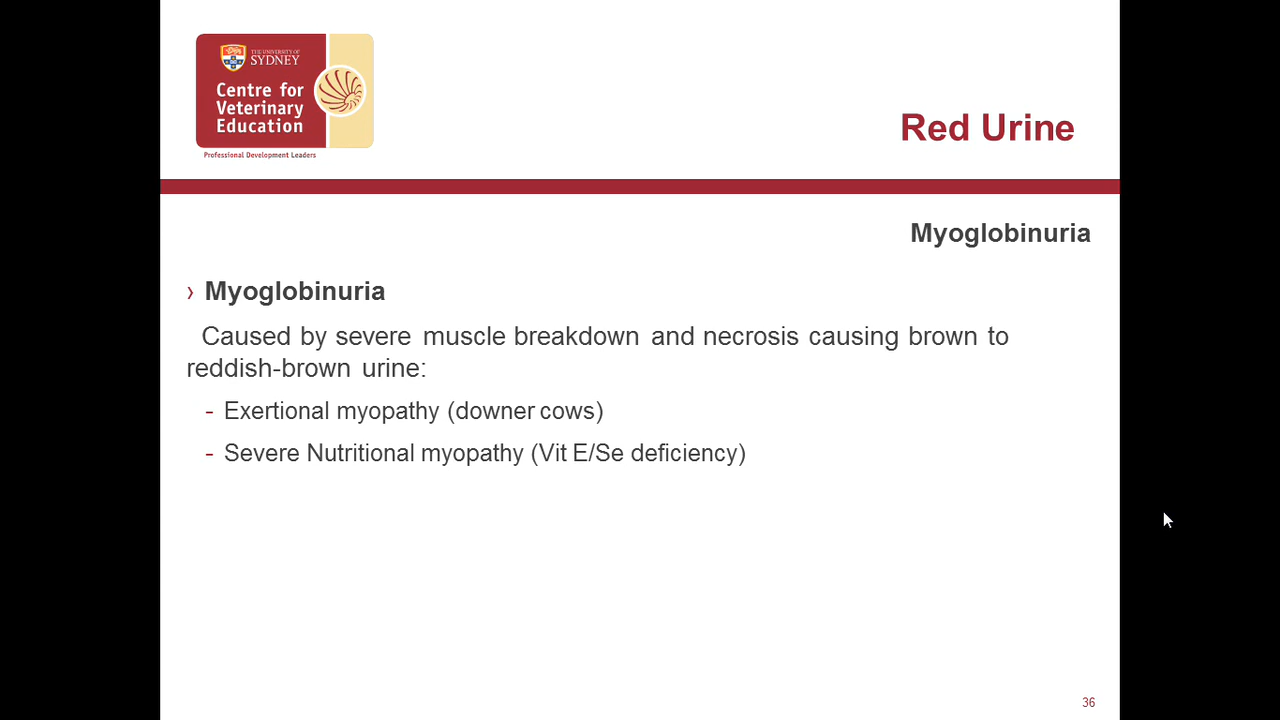 THE UNIVERSITY OF
SYDNEY
Centre for
Veterinary
Education
Professional Development Leaders
Red Urine
Myoglobinuria
› Myoglobinuria
Caused by severe muscle breakdown and necrosis causing brown to
reddish-brown urine:
- Exertional myopathy (downer cows)
- Severe Nutritional myopathy (Vit E/Se deficiency)
36